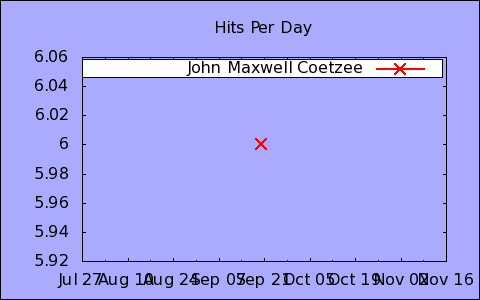 Hits Per Day
6.06
John Maxwell Coetzee
6.04
6.02
6
5.98
5.96
5.94
5.92
Jul 27 Aug 10 Aug 24 Sep 07 Sep 21 Oct 05 Oct 19 Nov 02 Nov 16